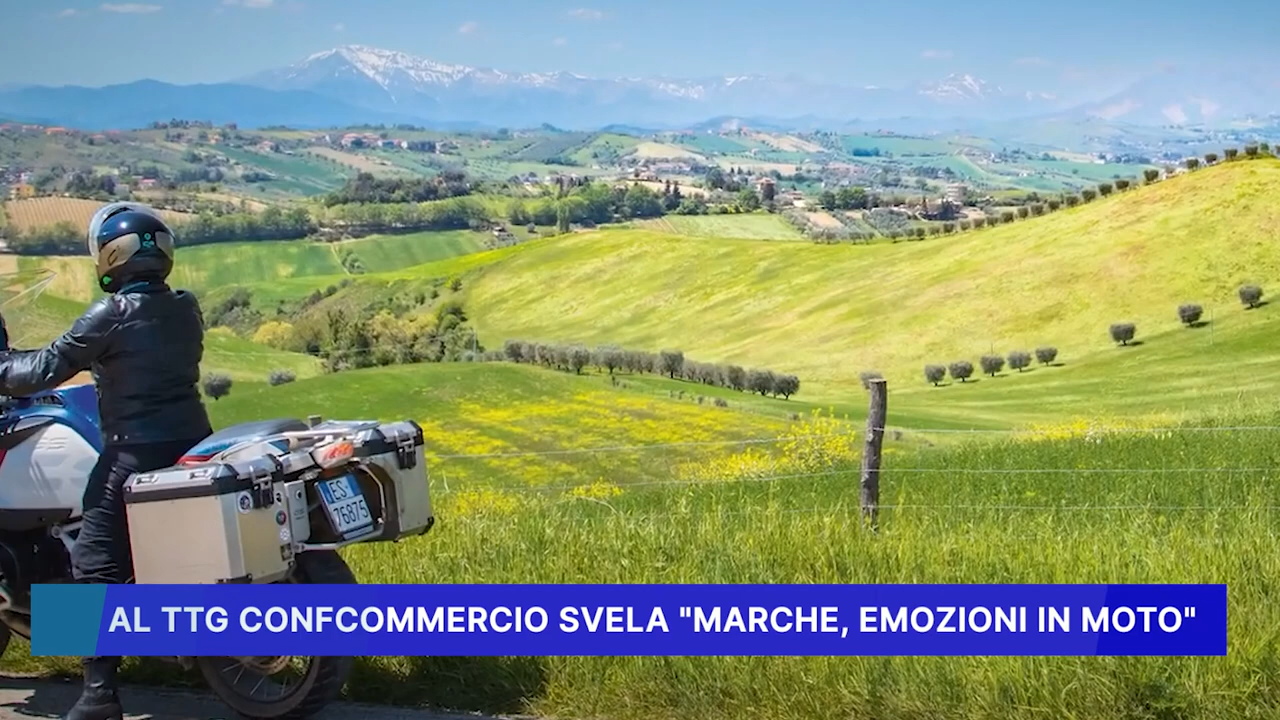 ES
76875
AL TTG CONFCOMMERCIO SVELA "MARCHE, EMOZIONI IN MOTO"